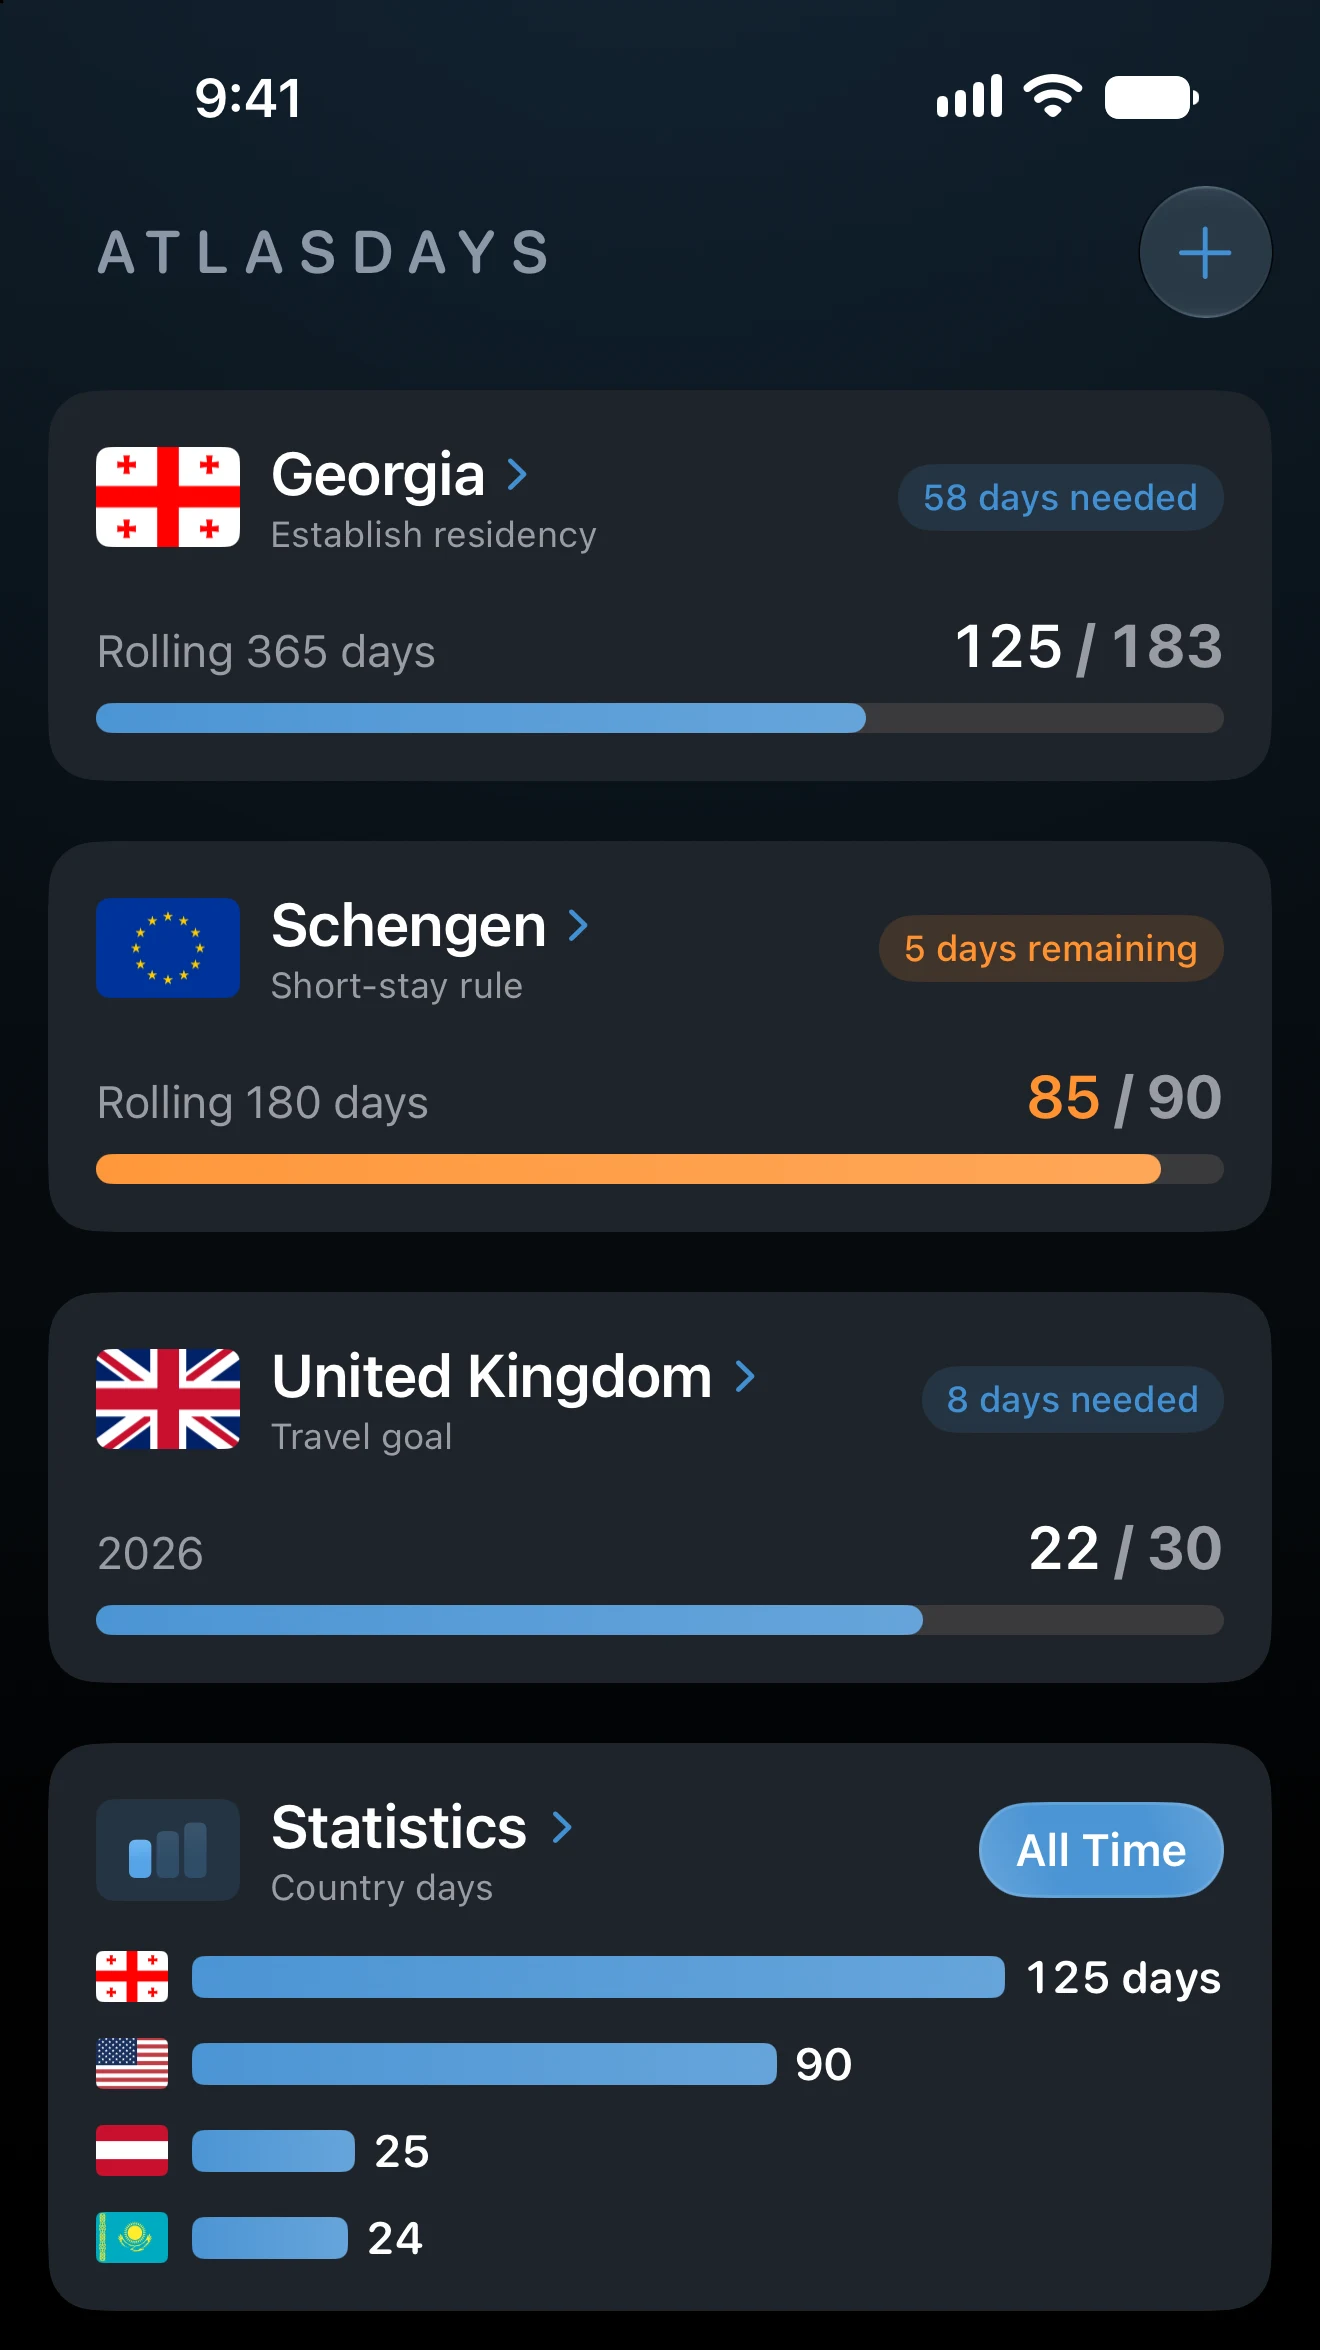 9:41
ATLASDAYS
Georgia
58 days needed
Establish residency
Rolling 365 days
125 / 183
Schengen
5 days remaining
Short-stay rule
Rolling 180 days
85 / 90
United Kingdom
8 days needed
Travel goal
2026
22 / 30
Statistics
All Time
Country days
125 days
90
25
24